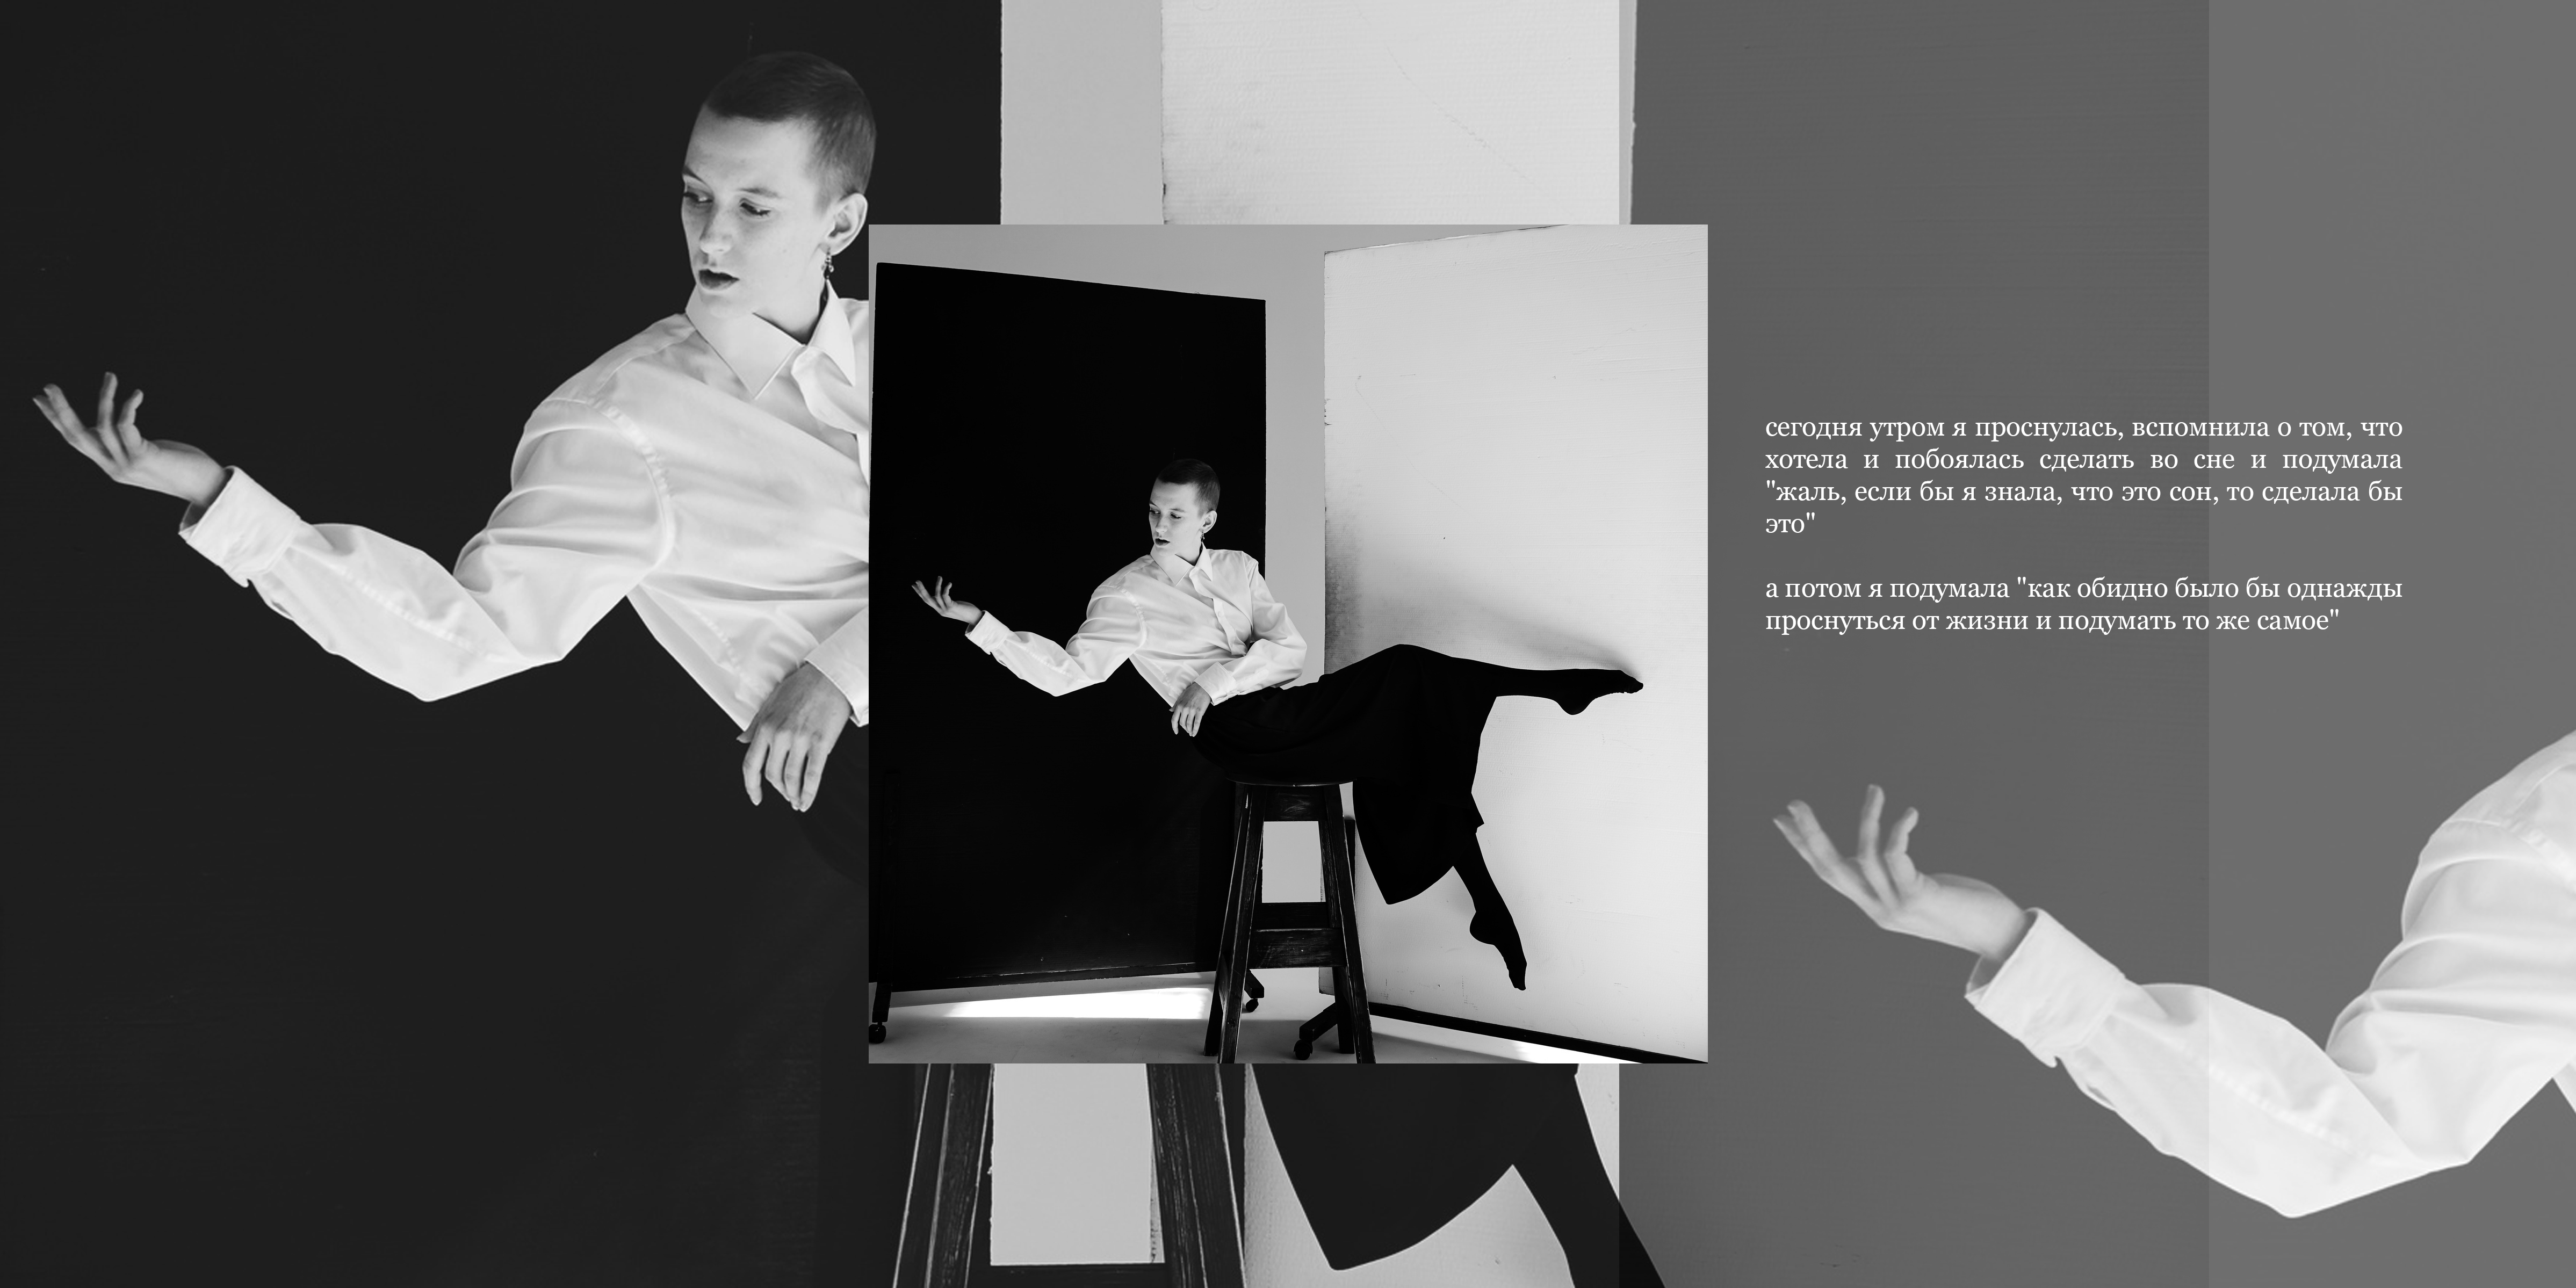 сегодня утром я проснулась, вспомнила о том, что
хотела и побоялась сделать во сне и подумала
"жаль, если бы я знала, что это сон, то сделала бы
это"
а потом я подумала "как обидно было бы однажды
проснуться от жизни и подумать то же самое"